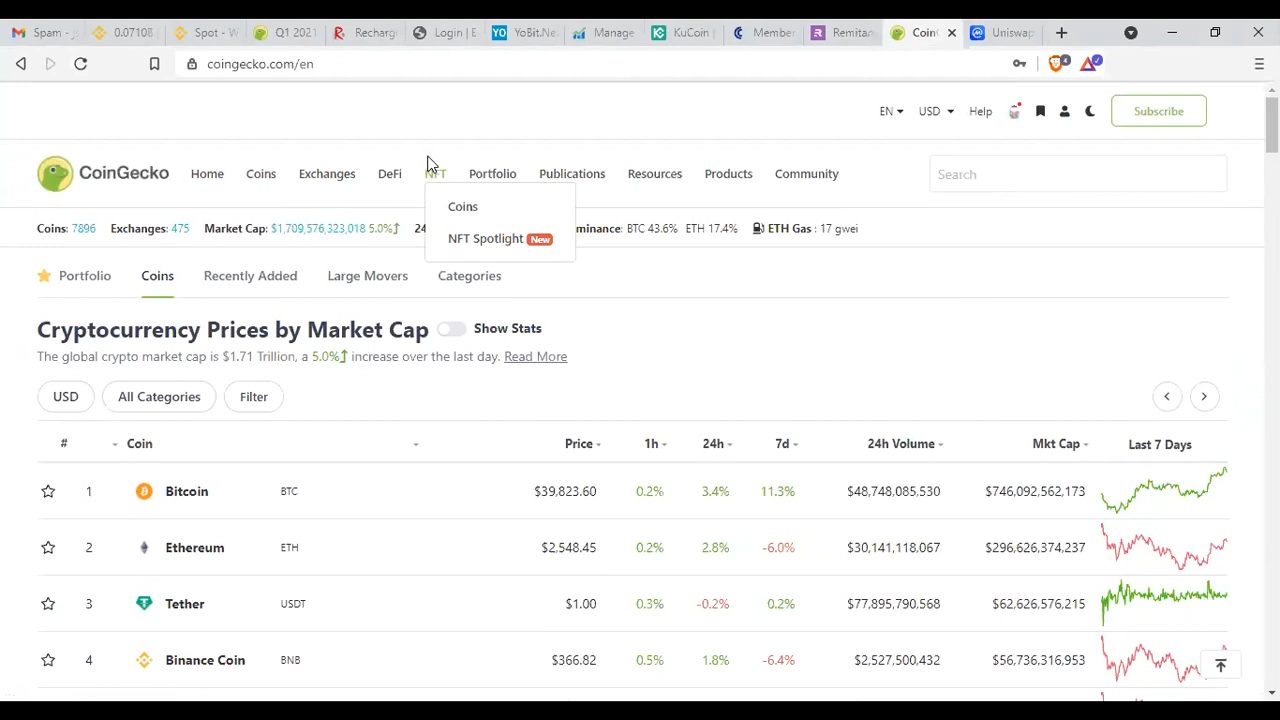 Spam - 
0.07108
Spot - W
Q1 2021
Recharg
Login | E
YoBit.Ne
Manage
KuCoin
Member
Remita
Coin
Uniswap
coingecko.com/en
4
EN USD Help Subscribe
CoinGecko Home Coins Exchanges DeFi NFT Portfolio Publications Resources Products Community Search
Coins
NFT Spotlight New
Coins: 7896 Exchanges: 475 Market Cap: $1,709,576,323,018 5.0% 24 minance: BTC 43.6% ETH 17.4% ETH Gas : 17 gwei
Portfolio Coins Recently Added Large Movers Categories
Cryptocurrency Prices by Market Cap Show Stats
The global crypto market cap is $1.71 Trillion, a 5.0% increase over the last day. Read More
USD All Categories Filter
# Coin Price 1h 24h 7d 24h Volume Mkt Cap Last 7 Days
1 Bitcoin BTC $39,823.60 0.2% 3.4% 11.3% $48,748,085,530 $746,092,562,173
2 Ethereum ETH $2,548.45 0.2% 2.8% -6.0% $30,141,118,067 $296,626,374,237
3 Tether USDT $1.00 0.3% -0.2% 0.2% $77,895,790,568 $62,626,576,215
4 Binance Coin BNB $366.82 0.5% 1.8% -6.4% $2,527,500,432 $56,736,316,953